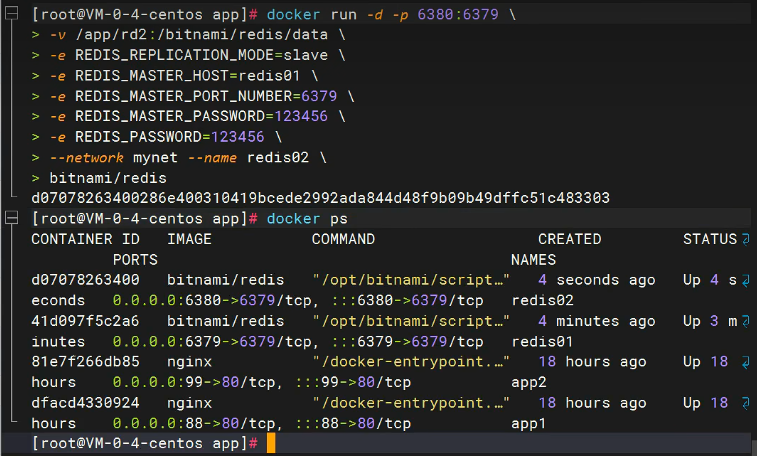 [root@VM-0-4-centos app]# docker run -d -p 6380:6379 \
> -v /app/rd2:/bitnami/redis/data \
> -e REDIS_REPLICATION_MODE=slave \
> -e REDIS_MASTER_HOST=redis01 \
> -e REDIS_MASTER_PORT_NUMBER=6379 \
> -e REDIS_MASTER_PASSWORD=123456 \
> -e REDIS_PASSWORD=123456 \
> --network mynet --name redis02 \
> bitnami/redis
d07078263400286e400310419bcede2992ada844d48f9b09b49dffc51c483303
[root@VM-0-4-centos app]# docker ps
CONTAINER ID   IMAGE           COMMAND                  CREATED          STATUS
PORTS                                       NAMES
d07078263400   bitnami/redis   "/opt/bitnami/script…"   4 seconds ago    Up 4 s
econds   0.0.0.0:6380->6379/tcp, :::6380->6379/tcp   redis02
41d097f5c2a6   bitnami/redis   "/opt/bitnami/script…"   4 minutes ago    Up 3 m
inutes   0.0.0.0:6379->6379/tcp, :::6379->6379/tcp   redis01
81e7f266db85   nginx           "/docker-entrypoint.…"   18 hours ago     Up 18
hours    0.0.0.0:99->80/tcp, :::99->80/tcp           app2
dfacd4330924   nginx           "/docker-entrypoint.…"   18 hours ago     Up 18
hours    0.0.0.0:88->80/tcp, :::88->80/tcp           app1
[root@VM-0-4-centos app]#